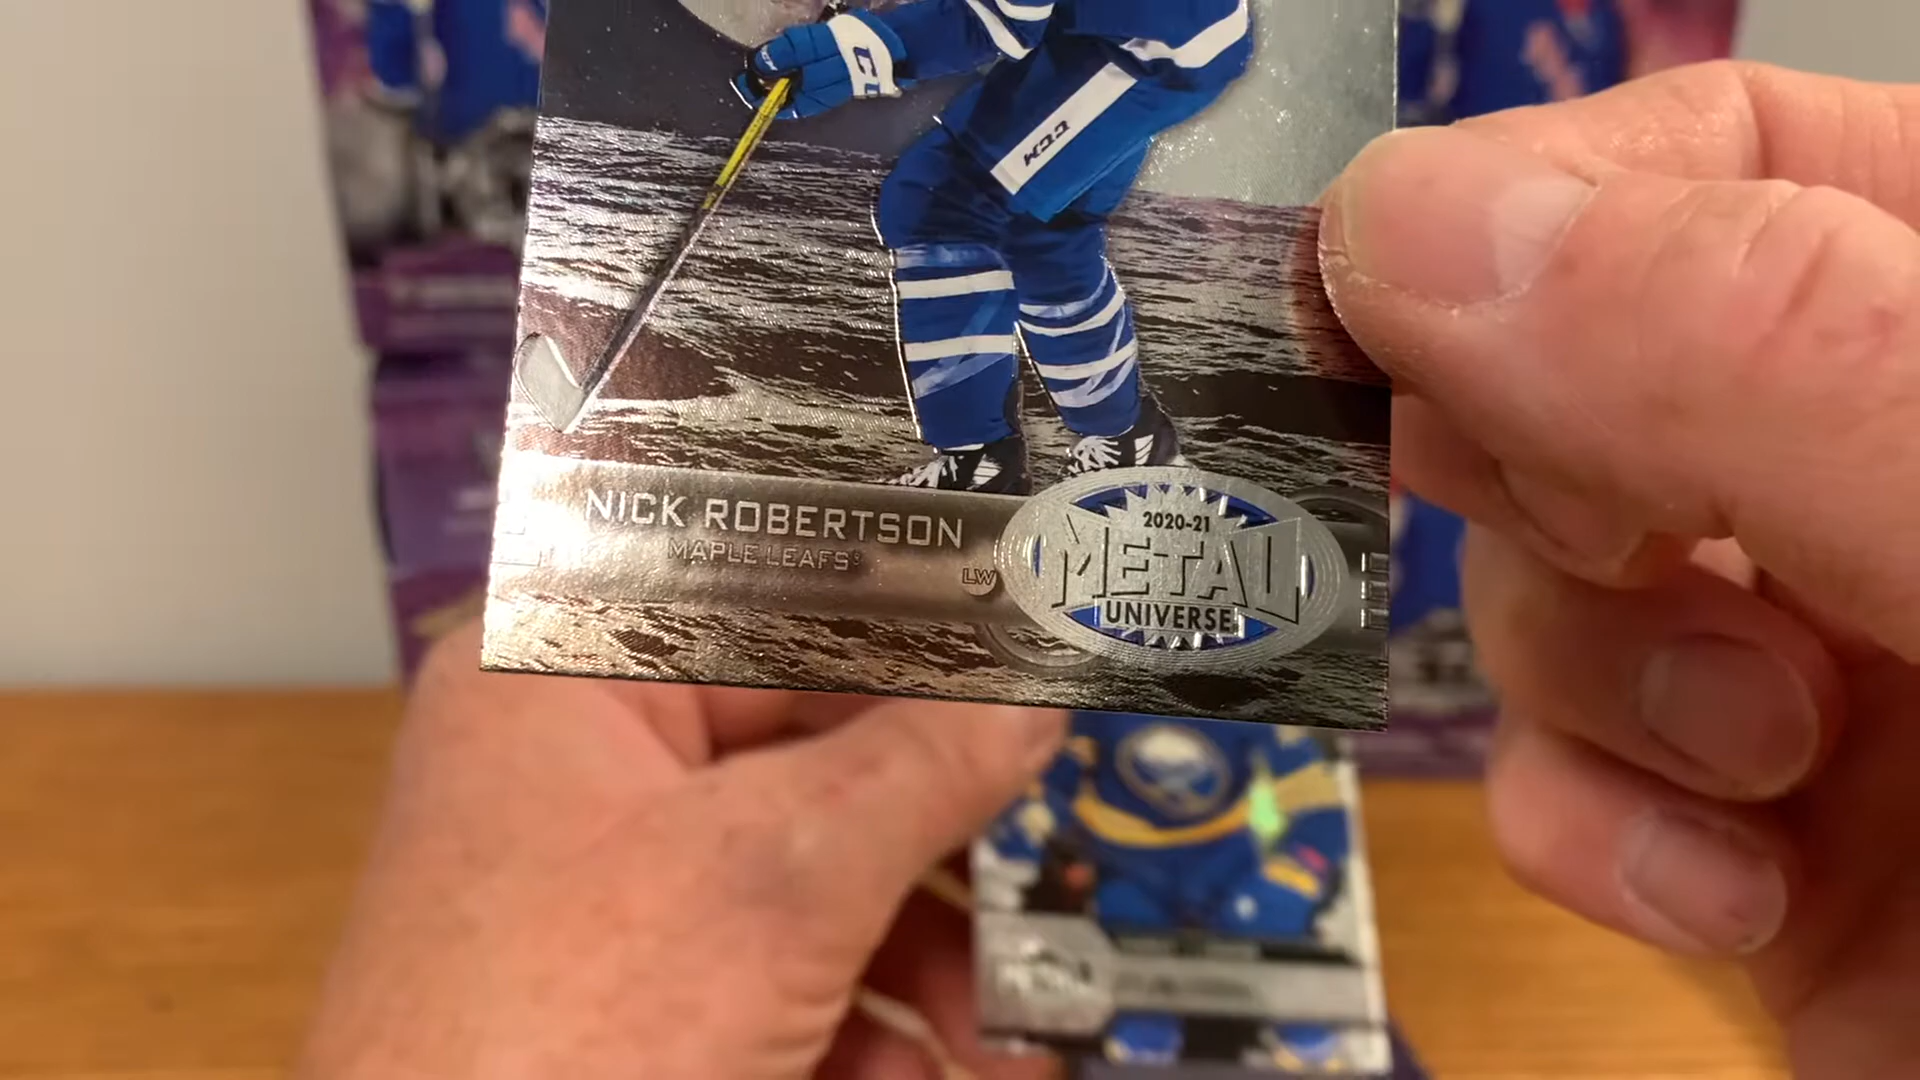 CCM
NICK ROBERTSON
MAPLE LEAFS
LW
2020-21
METAL
UNIVERSE